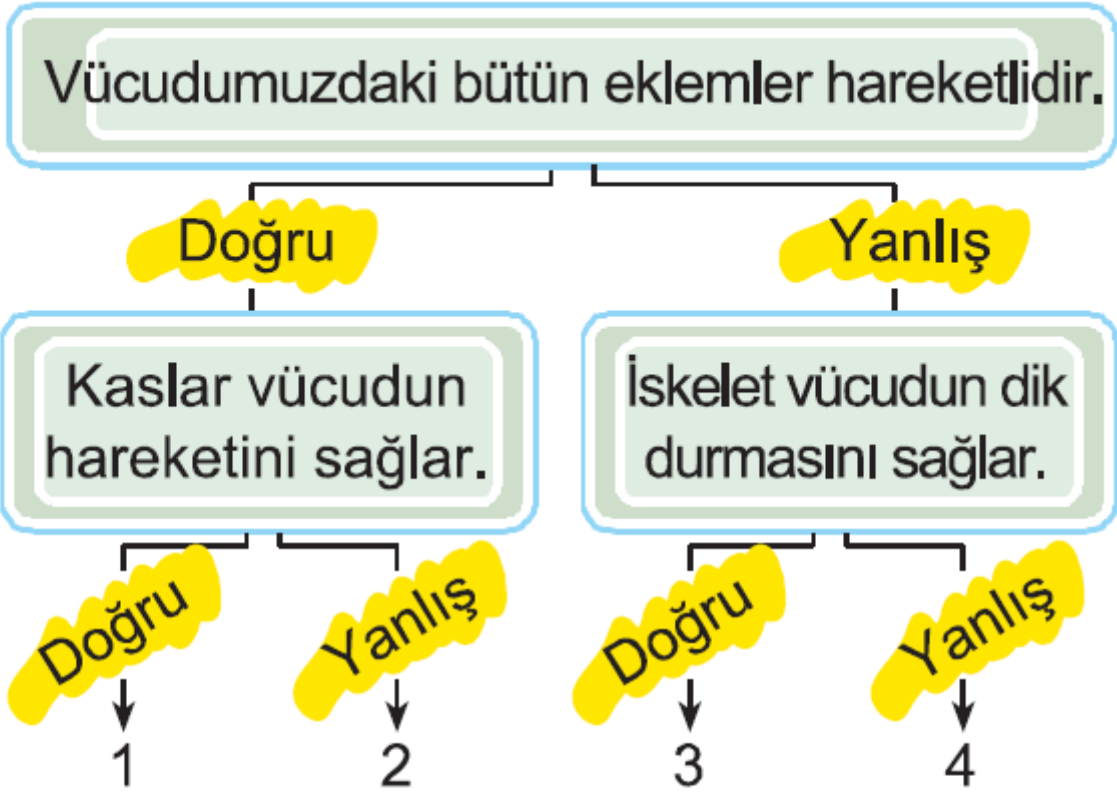 Vücudumuzdaki bütün eklemler hareketlidir.
Doğru
Yanlış
Kaslar vücudun
hareketini sağlar.
İskelet vücudun dik
durmasını sağlar.
Doğru
Yanlış
Doğru
Yanlış
1
2
3
4